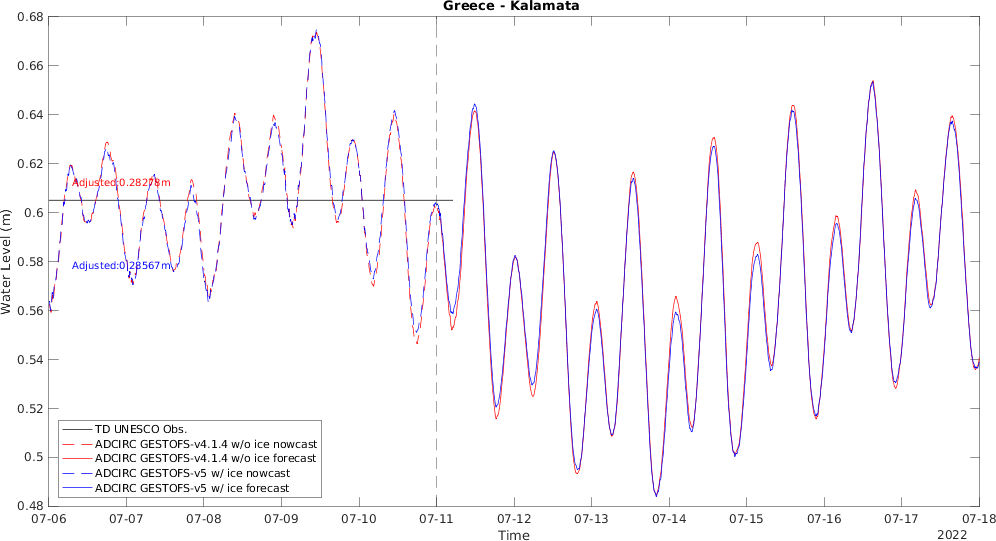 Greece - Kalamata
0.68
0.66
0.64
0.62
0.6
0.58
0.56
0.54
0.52
0.5
0.48
Water Level (m)
Adjusted:0.28278m
Adjusted:0.28567m
TD UNESCO Obs.
ADCIRC GESTOFS-v4.1.4 w/o ice nowcast
ADCIRC GESTOFS-v4.1.4 w/o ice forecast
ADCIRC GESTOFS-v5 w/ ice nowcast
ADCIRC GESTOFS-v5 w/ ice forecast
07-06 07-07 07-08 07-09 07-10 07-11 07-12 07-13 07-14 07-15 07-16 07-17 07-18
Time
2022